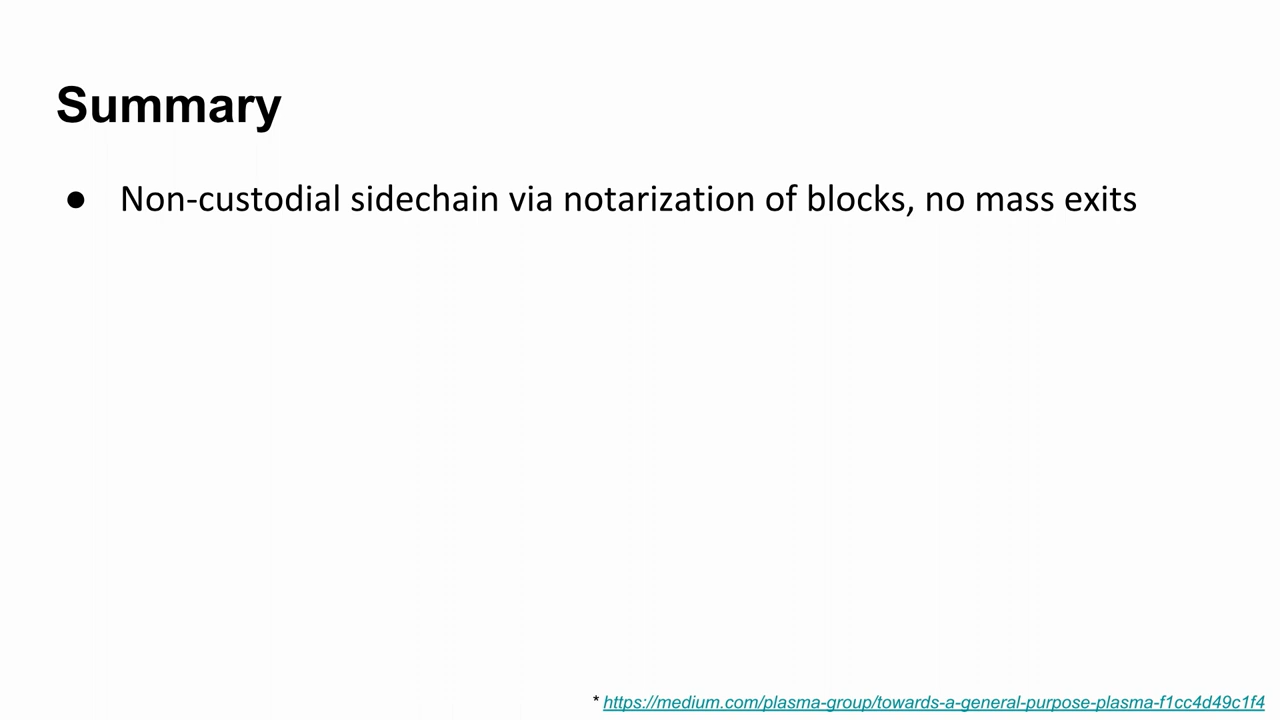 Summary
● Non-custodial sidechain via notarization of blocks, no mass exits
* https://medium.com/plasma-group/towards-a-general-purpose-plasma-f1cc4d49c1f4